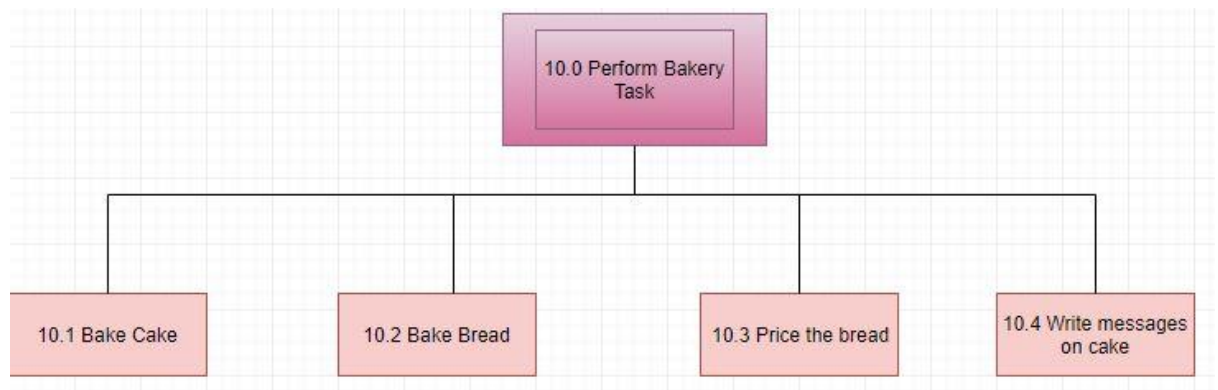 10.0 Perform Bakery
Task
10.1 Bake Cake
10.2 Bake Bread
10.3 Price the bread
10.4 Write messages
on cake